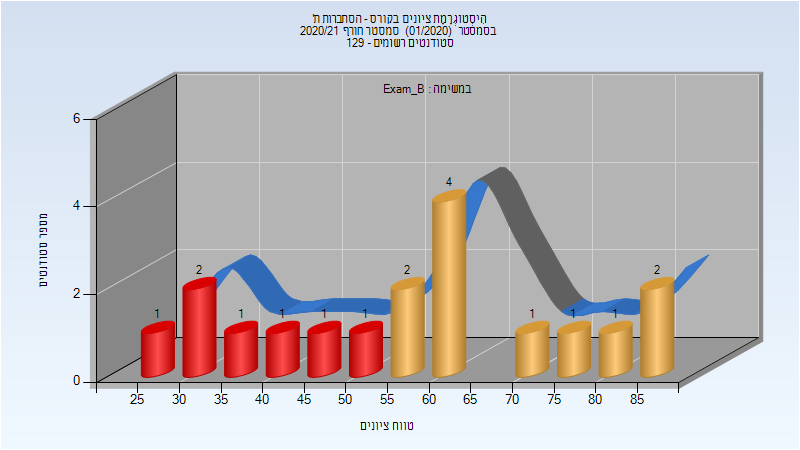 היסטוגרמת ציונים בקורס - הסתברות ת'
בסמסטר (01/2020) סמסטר חורף 2020/21
סטודנטים רשומים - 129
במשימה : Exam_B
מספר סטודנטים
6
4
2
0
1 2 1 1 1 1 2 4 1 1 1 2
25 30 35 40 45 50 55 60 65 70 75 80 85
טווח ציונים